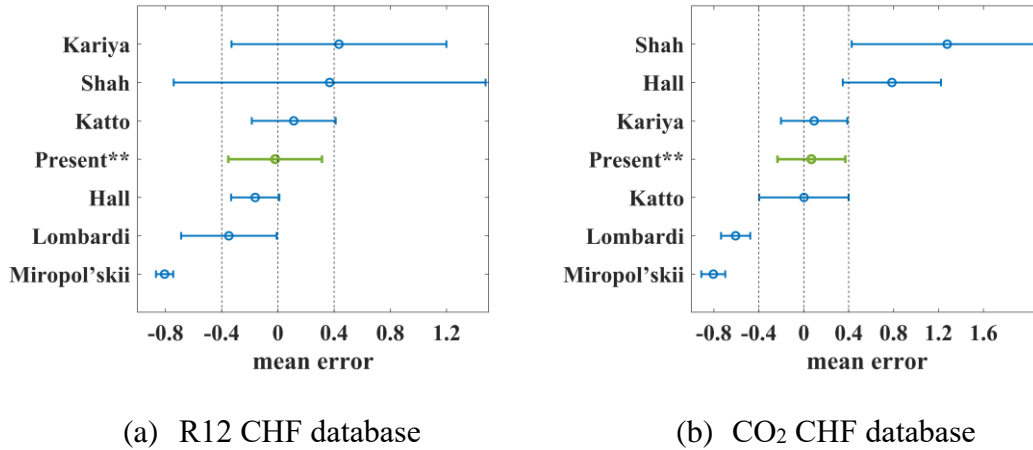 Kariya
Shah
Katto
Present**
Hall
Lombardi
Miropol'skii
-0.8 -0.4 0 0.4 0.8 1.2
mean error
(a) R12 CHF database
Shah
Hall
Kariya
Present**
Katto
Lombardi
Miropol'skii
-0.8 -0.4 0 0.4 0.8 1.2 1.6
mean error
(b) CO2 CHF database